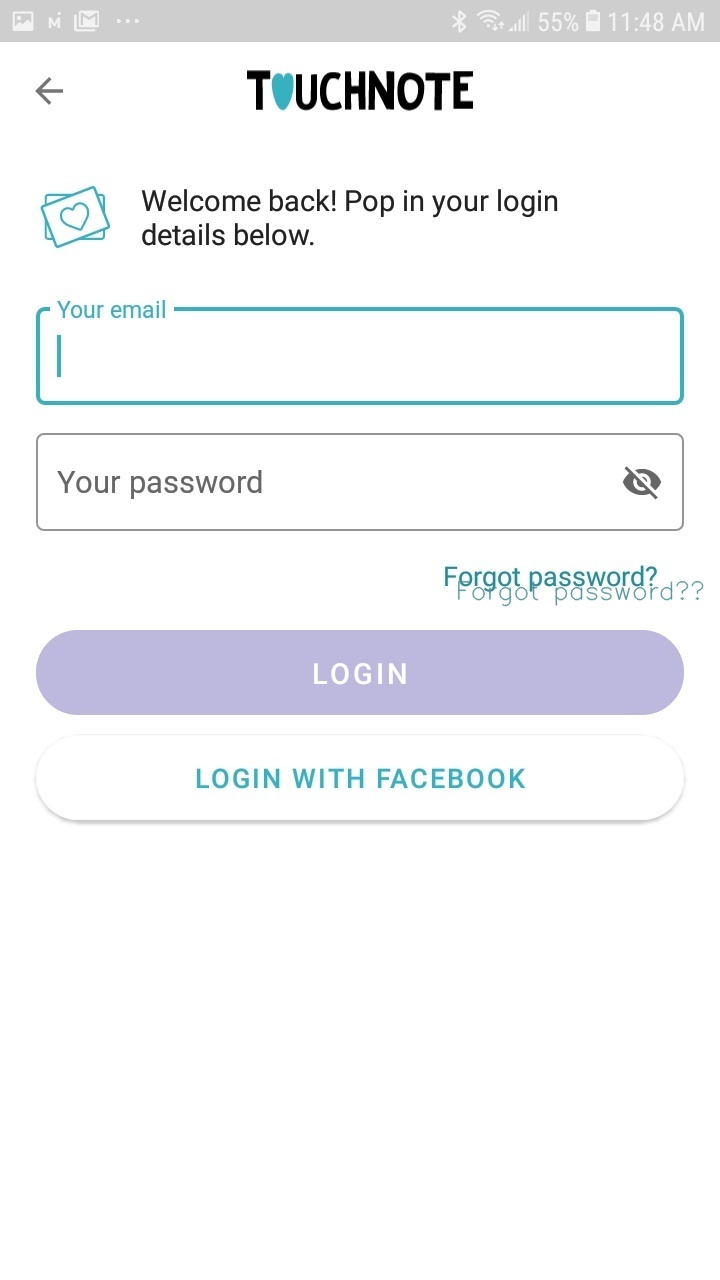 55% 11:48 AM
TOUCHNOTE
Welcome back! Pop in your login
details below.
Your email
Your password
Forgot password?
Forgot password??
LOGIN
LOGIN WITH FACEBOOK